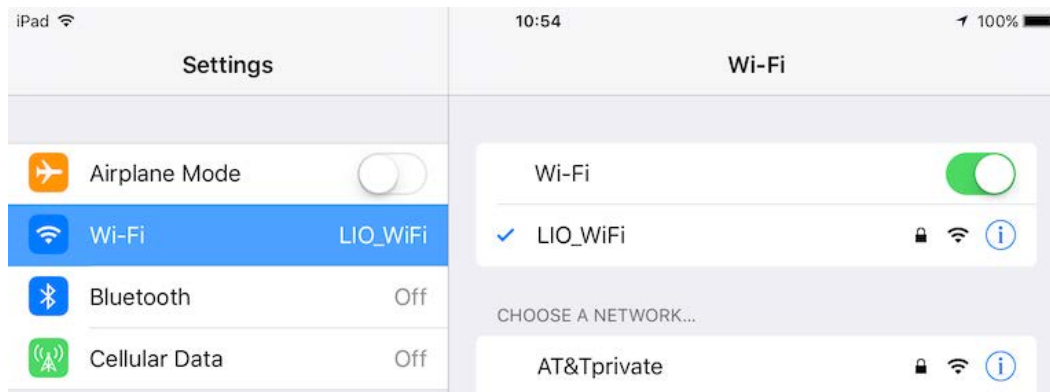 iPad 10:54 100%
Settings
Wi-Fi
Airplane Mode
Wi-Fi LIO_WiFi
Bluetooth Off
Cellular Data Off
Wi-Fi
LIO_WiFi
CHOOSE A NETWORK...
AT&Tprivate